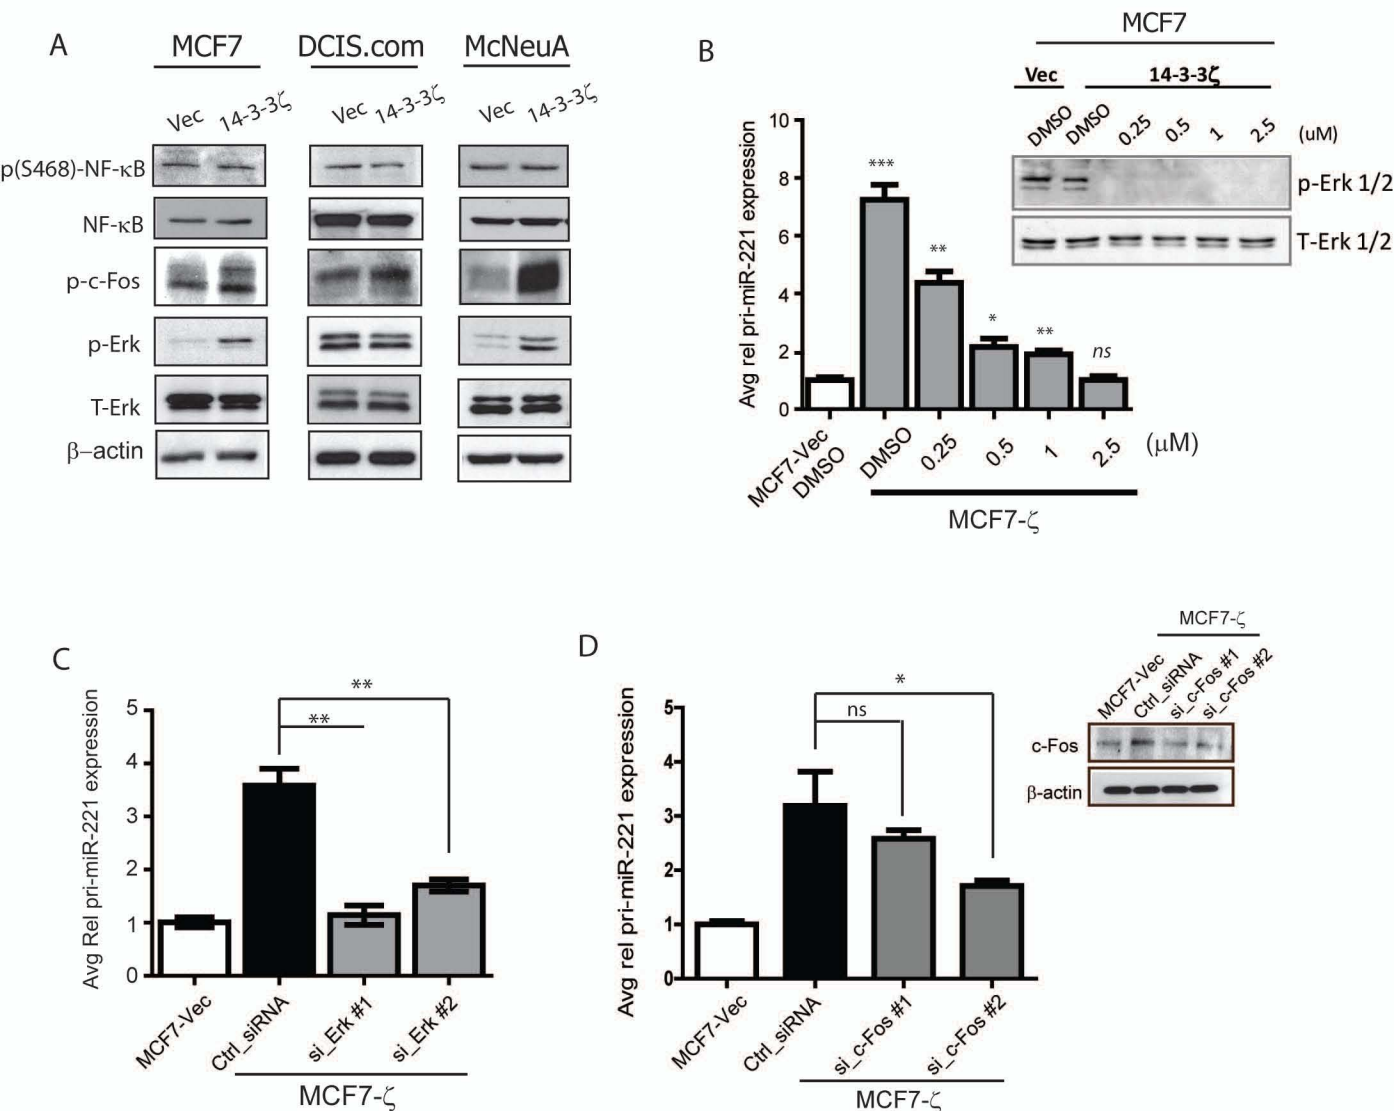 A
MCF7 DCIS.com McNeuA
Vec 14-3-3ζ Vec 14-3-3ζ Vec 14-3-3ζ
p(S468)-NF-κB
NF-κB
p-c-Fos
p-Erk
T-Erk
β-actin
B
MCF7
Vec 14-3-3ζ
DMSO DMSO 0.25 0.5 1 2.5 (uM)
p-Erk 1/2
T-Erk 1/2
Avg rel pri-miR-221 expression
10
8
6
4
2
0
*** ** * ** ns
MCF7-Vec DMSO DMSO 0.25 0.5 1 2.5 (μM)
MCF7-ζ
C
Avg Rel pri-miR-221 expression
5
4
3
2
1
0
**
**
MCF7-Vec Ctrl_siRNA si_Erk #1 si_Erk #2
MCF7-ζ
D
Avg rel pri-miR-221 expression
5
4
3
2
1
0
*
ns
MCF7-Vec Ctrl_siRNA si_c-Fos #1 si_c-Fos #2
MCF7-ζ
MCF7-ζ
MCF7-Vec Ctrl_siRNA si_c-Fos #1 si_c-Fos #2
c-Fos
β-actin